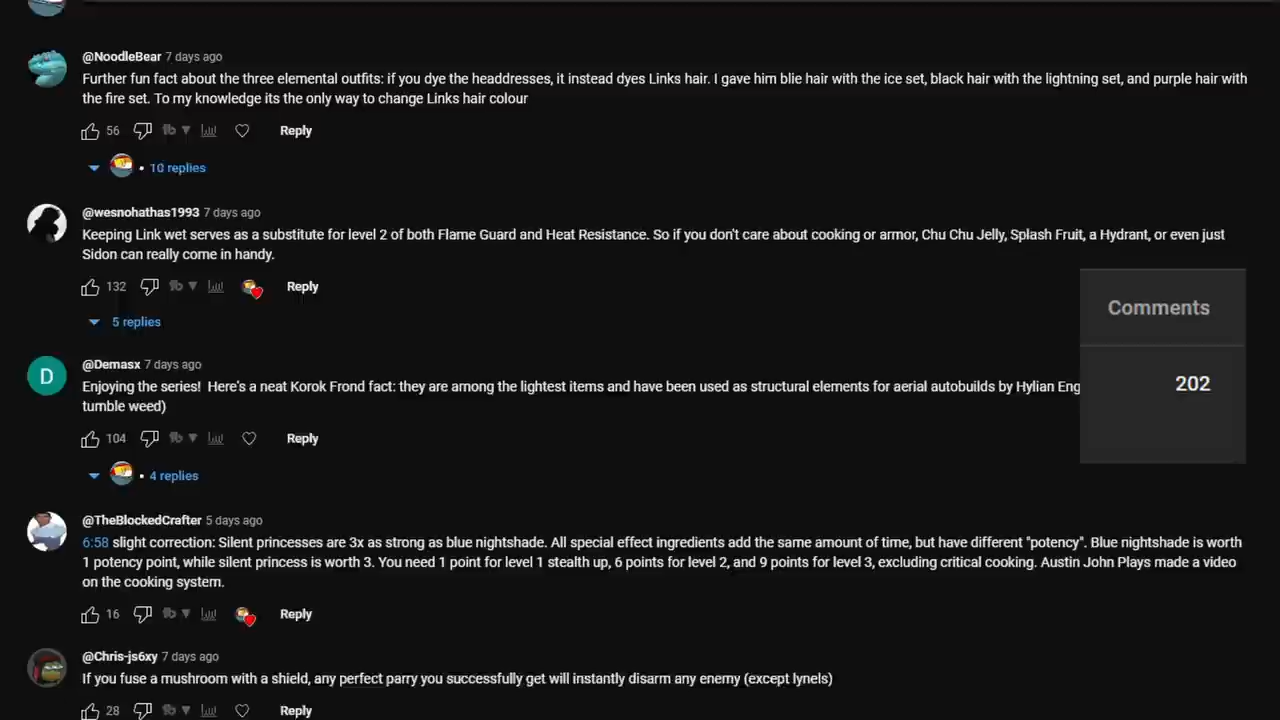 @NoodleBear 7 days ago
Further fun fact about the three elemental outfits: if you dye the headdresses, it instead dyes Links hair. I gave him blie hair with the ice set, black hair with the lightning set, and purple hair with
the fire set. To my knowledge its the only way to change Links hair colour
56 Reply
• 10 replies
@wesnohathas1993 7 days ago
Keeping Link wet serves as a substitute for level 2 of both Flame Guard and Heat Resistance. So if you don't care about cooking or armor, Chu Chu Jelly, Splash Fruit, a Hydrant, or even just
Sidon can really come in handy.
132 Reply
5 replies
Comments
202
D
@Demasx 7 days ago
Enjoying the series! Here's a neat Korok Frond fact: they are among the lightest items and have been used as structural elements for aerial autobuilds by Hylian Eng
tumble weed)
104 Reply
• 4 replies
@TheBlockedCrafter 5 days ago
6:58 slight correction: Silent princesses are 3x as strong as blue nightshade. All special effect ingredients add the same amount of time, but have different "potency". Blue nightshade is worth
1 potency point, while silent princess is worth 3. You need 1 point for level 1 stealth up, 6 points for level 2, and 9 points for level 3, excluding critical cooking. Austin John Plays made a video
on the cooking system.
16 Reply
@Chris-js6xy 7 days ago
If you fuse a mushroom with a shield, any perfect parry you successfully get will instantly disarm any enemy (except lynels)
28 Reply